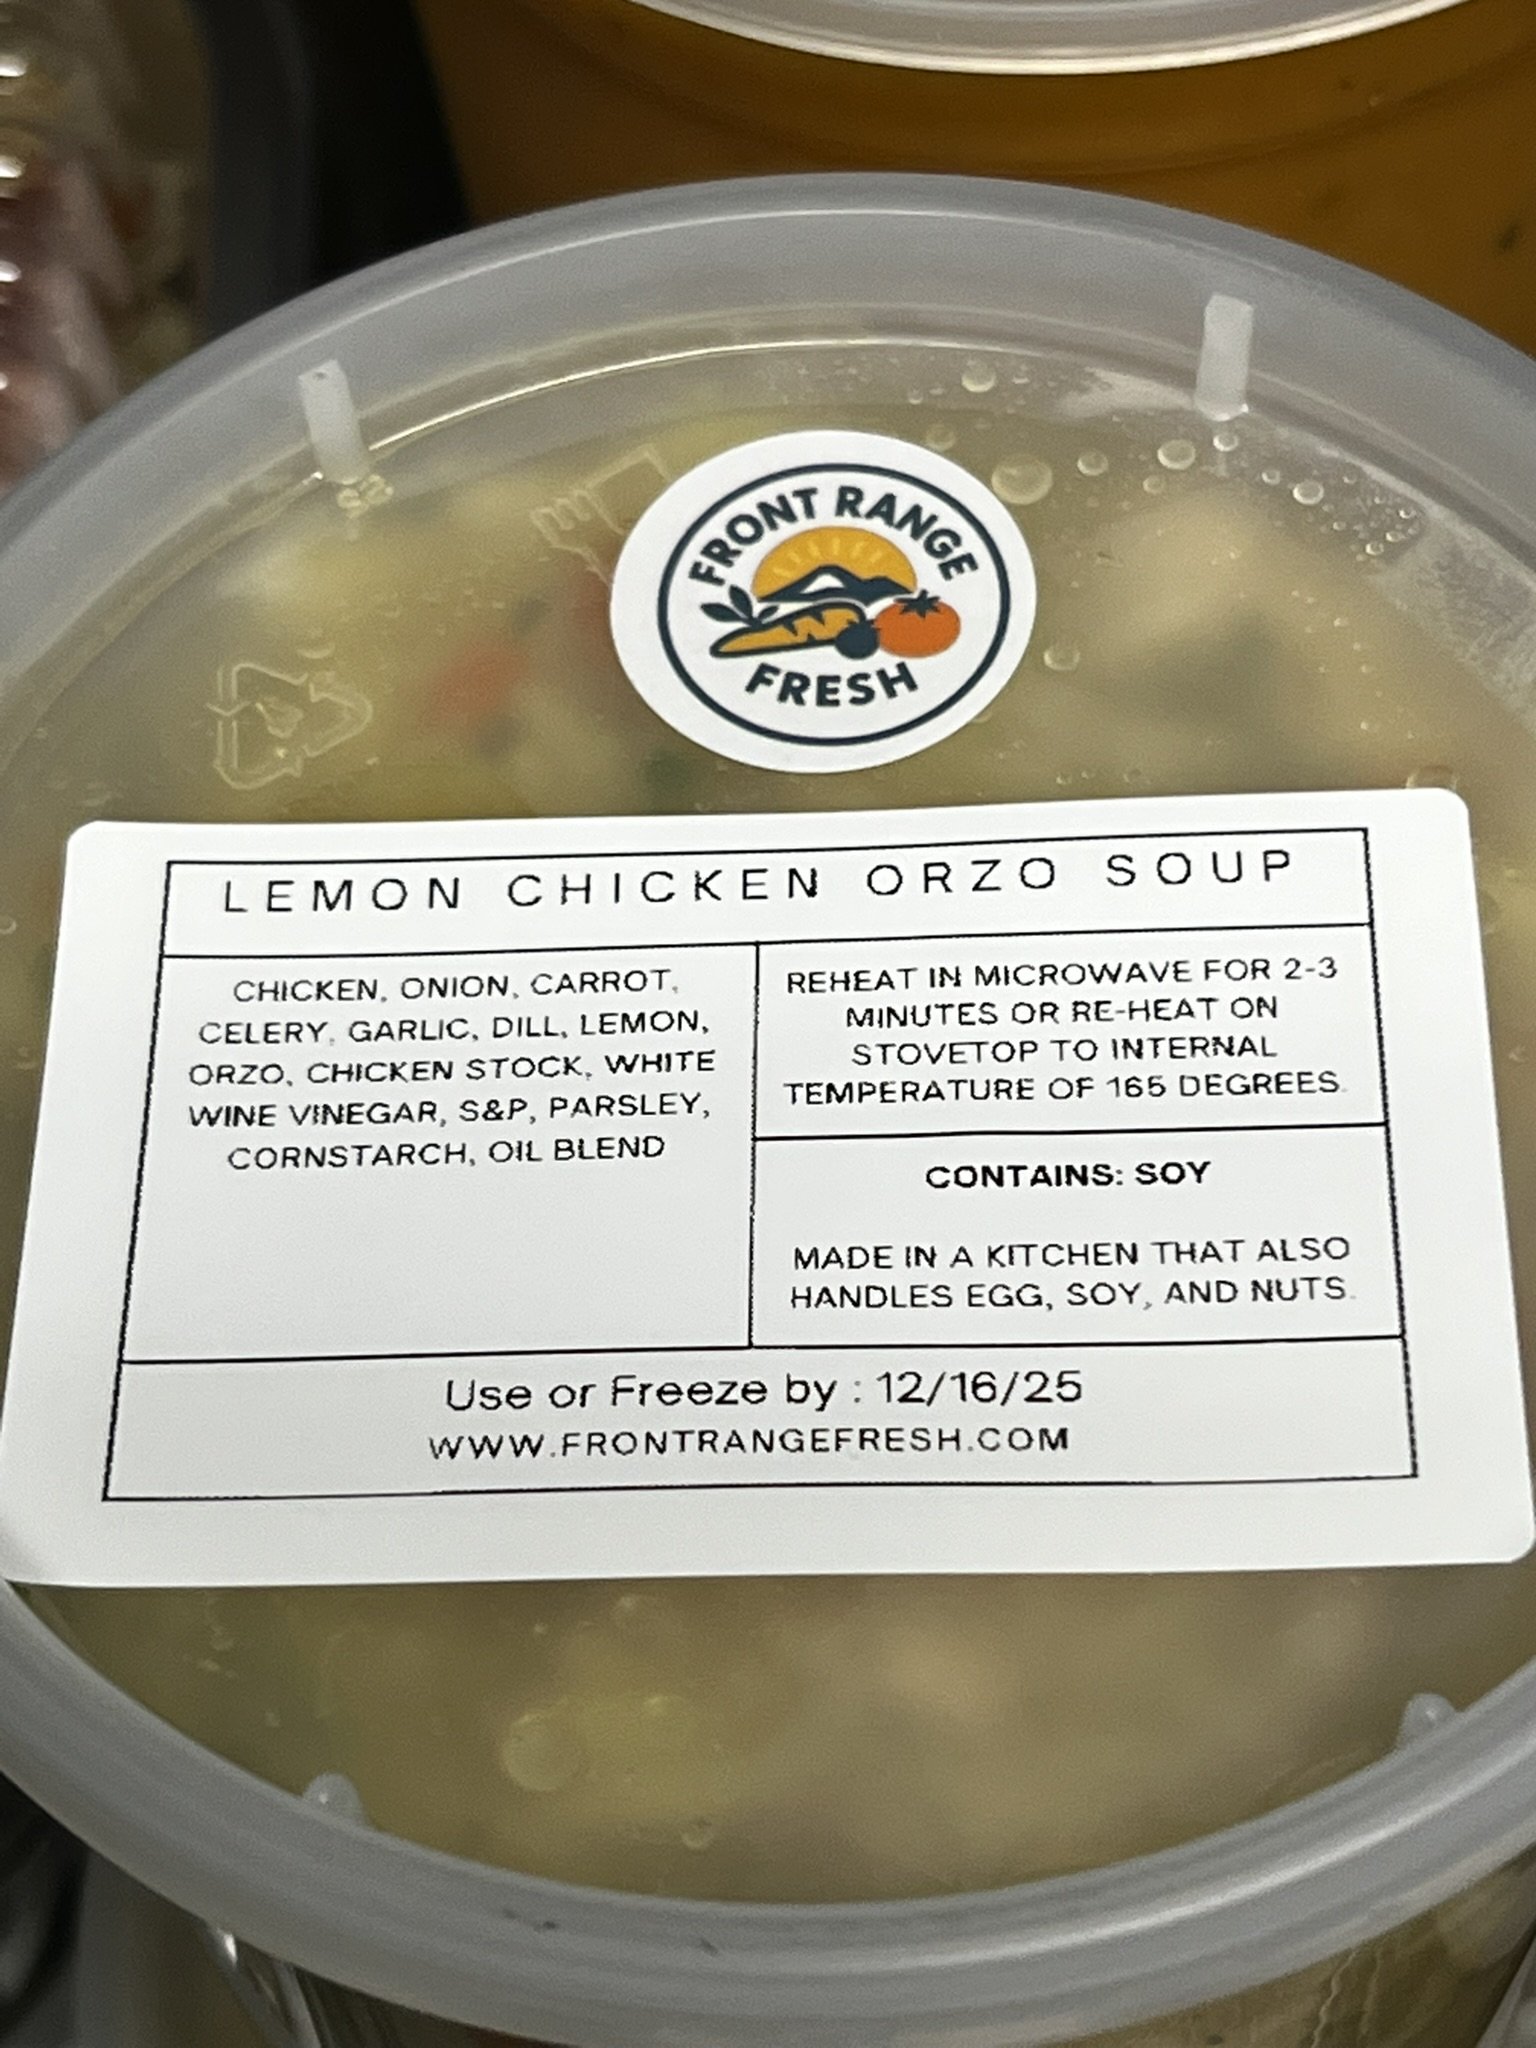 FRONT RANGE
FRESH
LEMON CHICKEN ORZO SOUP
CHICKEN, ONION, CARROT,
CELERY, GARLIC, DILL, LEMON,
ORZO, CHICKEN STOCK, WHITE
WINE VINEGAR, S&P, PARSLEY,
CORNSTARCH, OIL BLEND
REHEAT IN MICROWAVE FOR 2-3
MINUTES OR RE-HEAT ON
STOVETOP TO INTERNAL
TEMPERATURE OF 165 DEGREES.
CONTAINS: SOY
MADE IN A KITCHEN THAT ALSO
HANDLES EGG, SOY, AND NUTS.
Use or Freeze by : 12/16/25
WWW.FRONTRANGEFRESH.COM